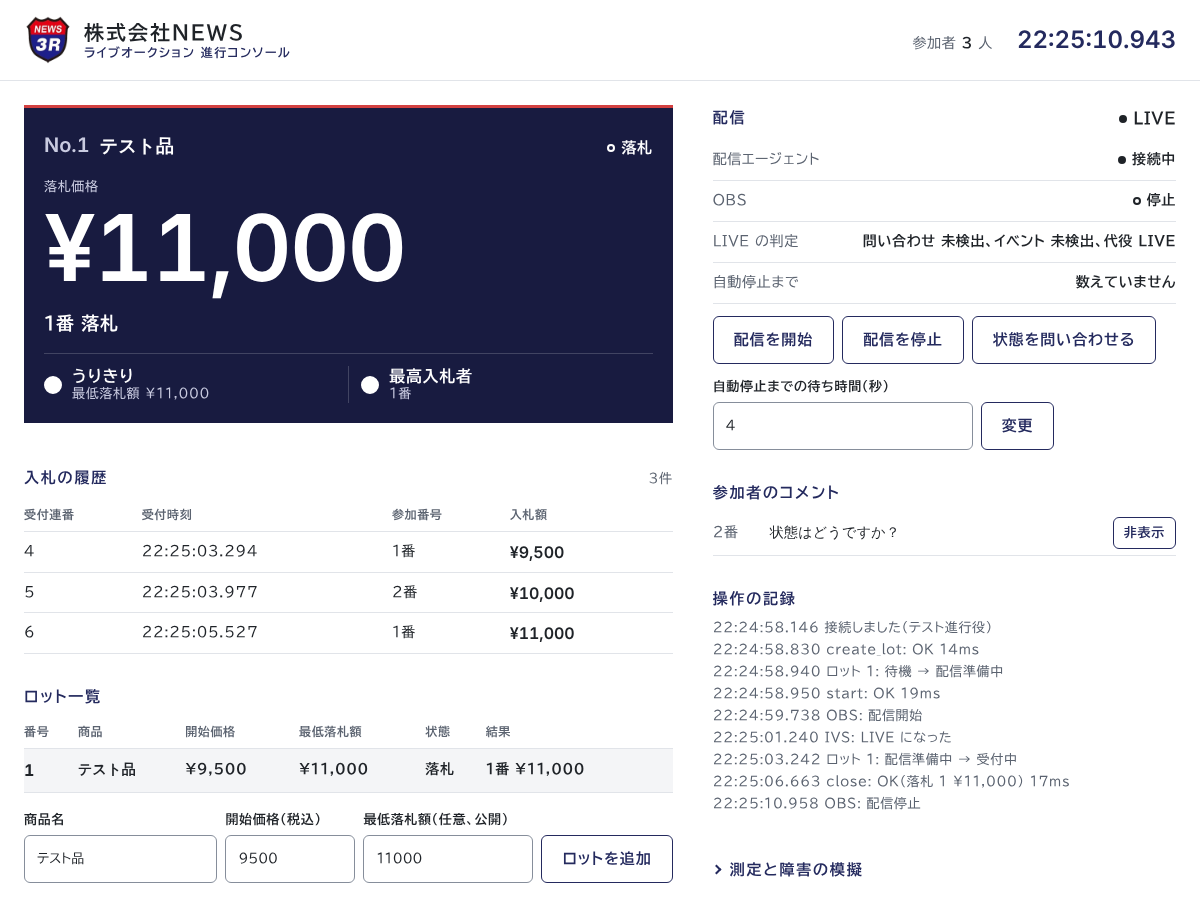 NEWS
3R
株式会社NEWS
ライブオークション 進行コンソール
参加者 3 人
22:25:10.943
No.1 テスト品
落札
落札価格
¥11,000
1番 落札
うりきり
最低落札額 ¥11,000
最高入札者
1番
入札の履歴
3件
受付連番 受付時刻 参加番号 入札額
4 22:25:03.294 1番 ¥9,500
5 22:25:03.977 2番 ¥10,000
6 22:25:05.527 1番 ¥11,000
ロット一覧
番号 商品 開始価格 最低落札額 状態 結果
1 テスト品 ¥9,500 ¥11,000 落札 1番 ¥11,000
商品名 開始価格(税込) 最低落札額(任意、公開)
テスト品 9500 11000 ロットを追加
配信
LIVE
配信エージェント 接続中
OBS 停止
LIVE の判定 問い合わせ 未検出、イベント 未検出、代役 LIVE
自動停止まで 数えていません
配信を開始 配信を停止 状態を問い合わせる
自動停止までの待ち時間(秒)
4 変更
参加者のコメント
2番 状態はどうですか? 非表示
操作の記録
22:24:58.146 接続しました(テスト進行役)
22:24:58.830 create_lot: OK 14ms
22:24:58.940 ロット 1: 待機 → 配信準備中
22:24:58.950 start: OK 19ms
22:24:59.738 OBS: 配信開始
22:25:01.240 IVS: LIVE になった
22:25:03.242 ロット 1: 配信準備中 → 受付中
22:25:06.663 close: OK(落札 1 ¥11,000) 17ms
22:25:10.958 OBS: 配信停止
測定と障害の模擬